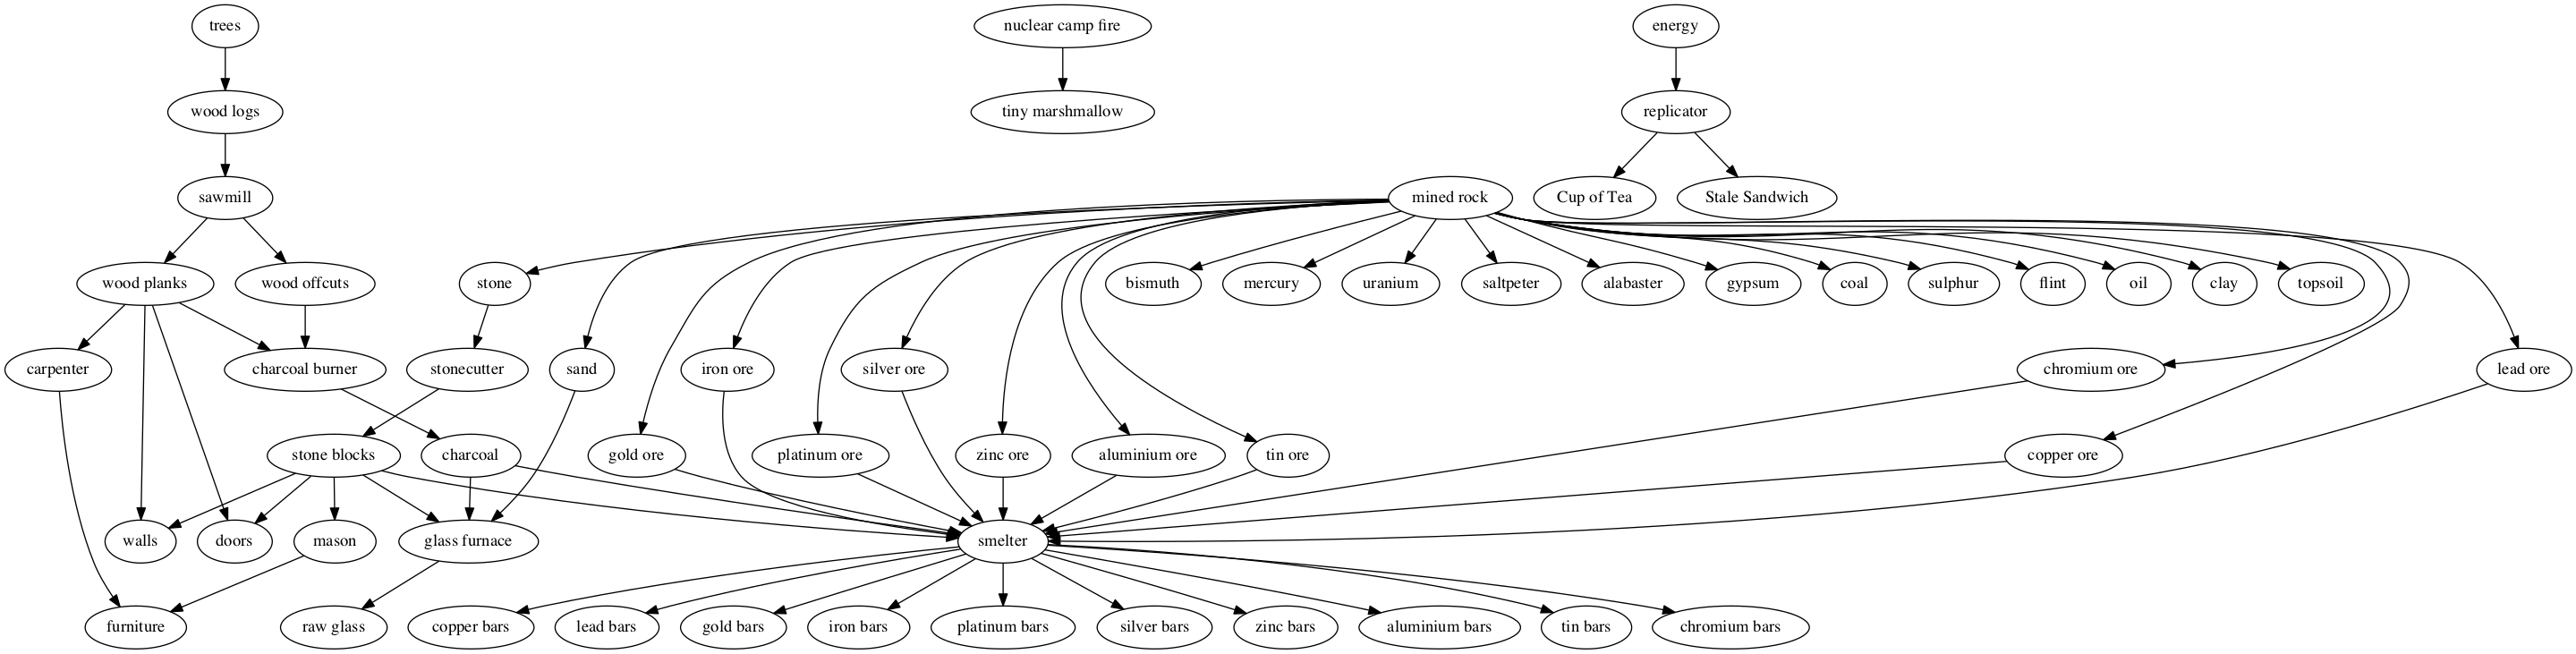 trees
nuclear camp fire
energy
wood logs
tiny marshmallow
replicator
sawmill
mined rock
Cup of Tea
Stale Sandwich
wood planks
wood offcuts
stone
bismuth
mercury
uranium
saltpeter
alabaster
gypsum
coal
sulphur
flint
oil
clay
topsoil
carpenter
charcoal burner
stonecutter
sand
iron ore
silver ore
chromium ore
lead ore
stone blocks
charcoal
gold ore
platinum ore
zinc ore
aluminium ore
tin ore
copper ore
walls
doors
mason
glass furnace
smelter
furniture
raw glass
copper bars
lead bars
gold bars
iron bars
platinum bars
silver bars
zinc bars
aluminium bars
tin bars
chromium bars